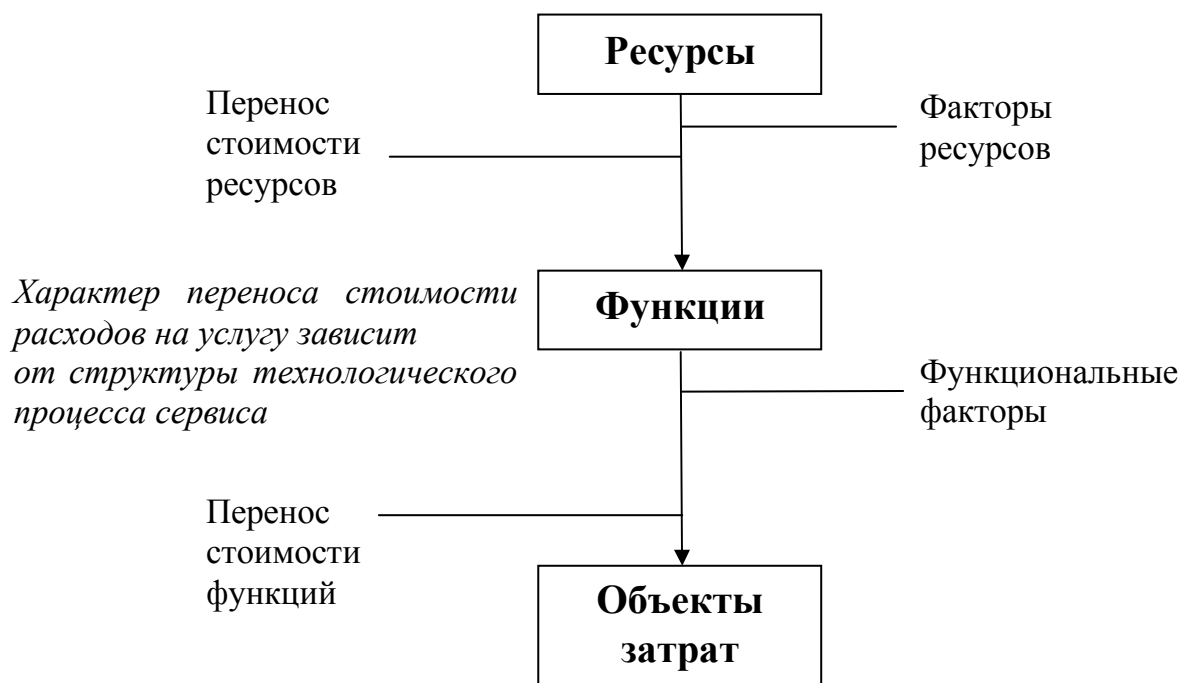 Ресурсы
Перенос
стоимости
ресурсов
Факторы
ресурсов
Характер переноса стоимости
расходов на услугу зависит
от структуры технологического
процесса сервиса
Функции
Функциональные
факторы
Перенос
стоимости
функций
Объекты
затрат